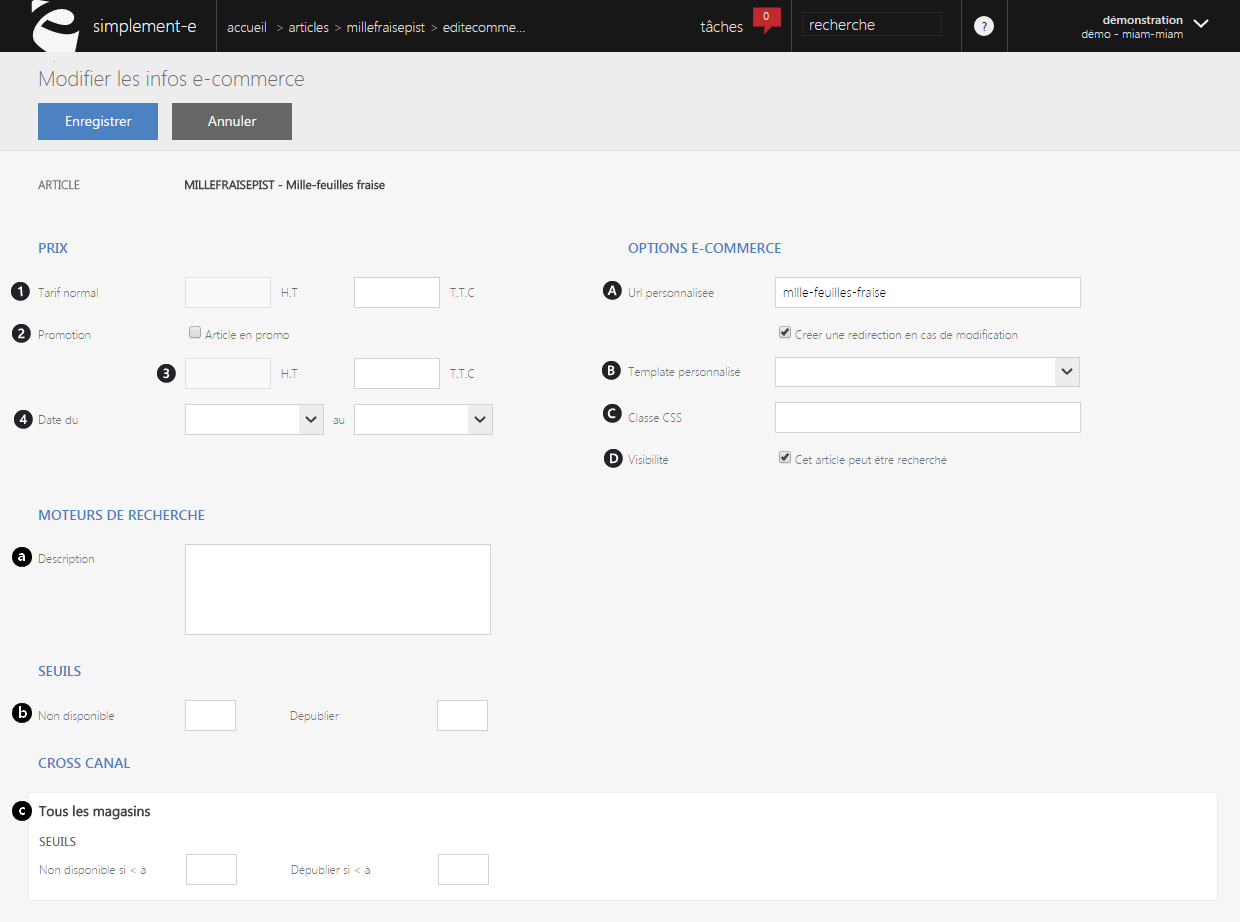 simplement-e
accueil > articles > millefraisepist > editecomme...
tâches 0
recherche
?
démonstration
démo - miam-miam
Modifier les infos e-commerce
Enregistrer Annuler
ARTICLE MILLEFRAISEPIST - Mille-feuilles fraise
PRIX
1 Tarif normal H.T T.T.C
2 Promotion Article en promo
3 H.T T.T.C
4 Date du au
OPTIONS E-COMMERCE
A Url personnalisée mille-feuilles-fraise
Créer une redirection en cas de modification
B Template personnalisé
C Classe CSS
D Visibilité Cet article peut être recherché
MOTEURS DE RECHERCHE
a Description
SEUILS
b Non disponible Dépublier
CROSS CANAL
c Tous les magasins
SEUILS
Non disponible si < à Dépublier si < à